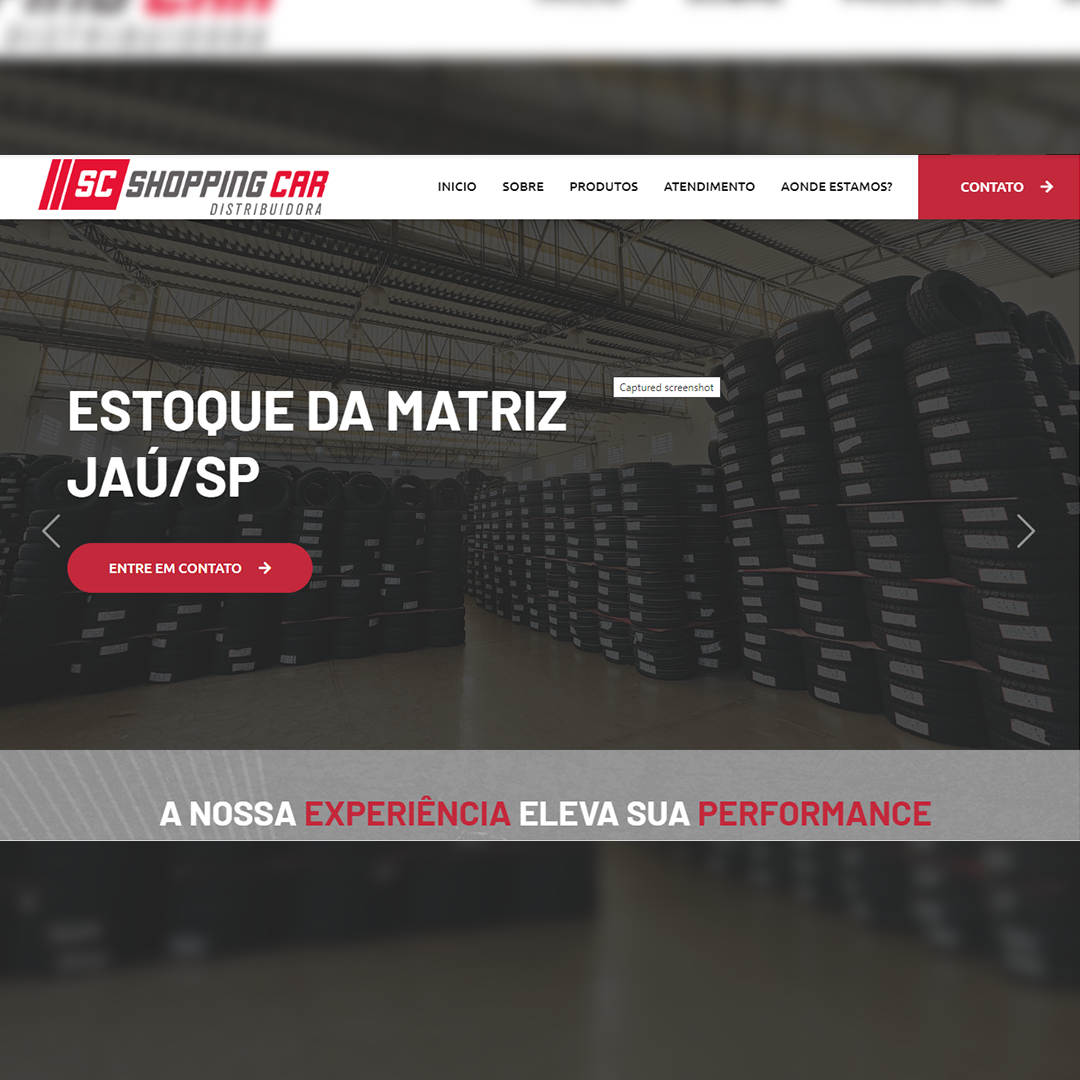 SC SHOPPING CAR
DISTRIBUIDORA
INICIO SOBRE PRODUTOS ATENDIMENTO AONDE ESTAMOS? CONTATO
Captured screenshot
ESTOQUE DA MATRIZ
JAÚ/SP
ENTRE EM CONTATO
A NOSSA EXPERIÊNCIA ELEVA SUA PERFORMANCE